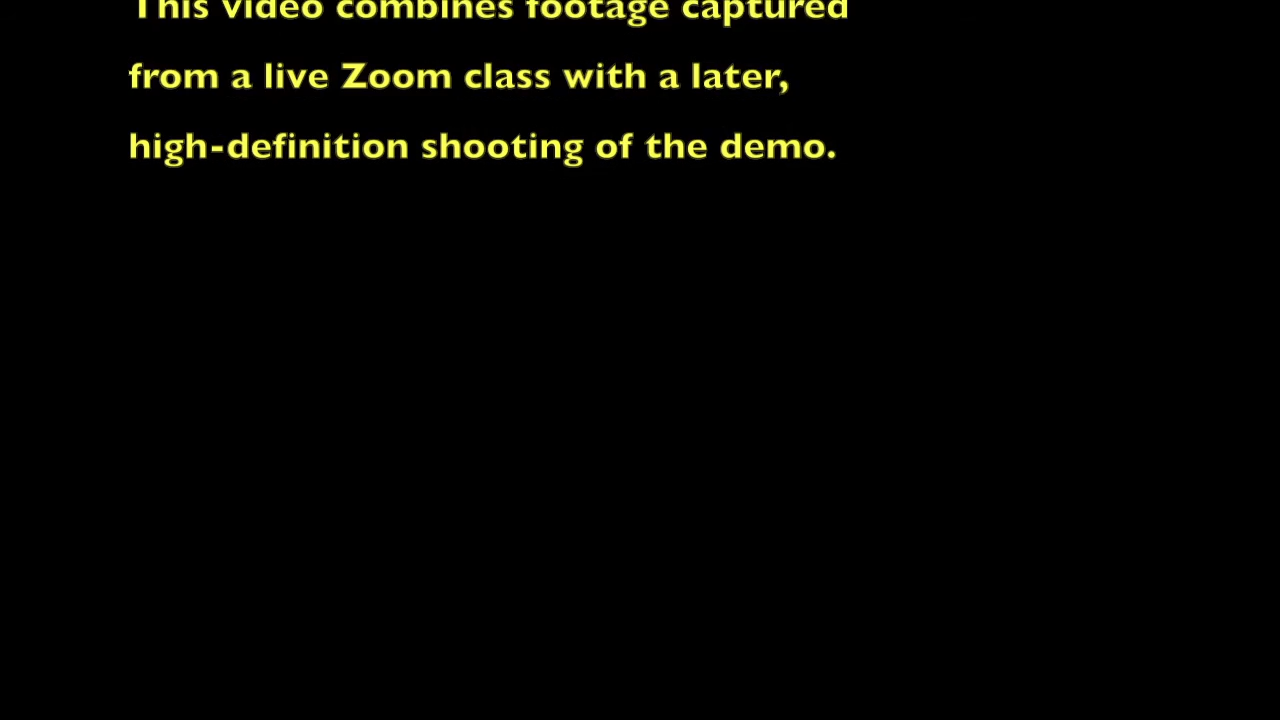 This video combines footage captured
from a live Zoom class with a later,
high-definition shooting of the demo.